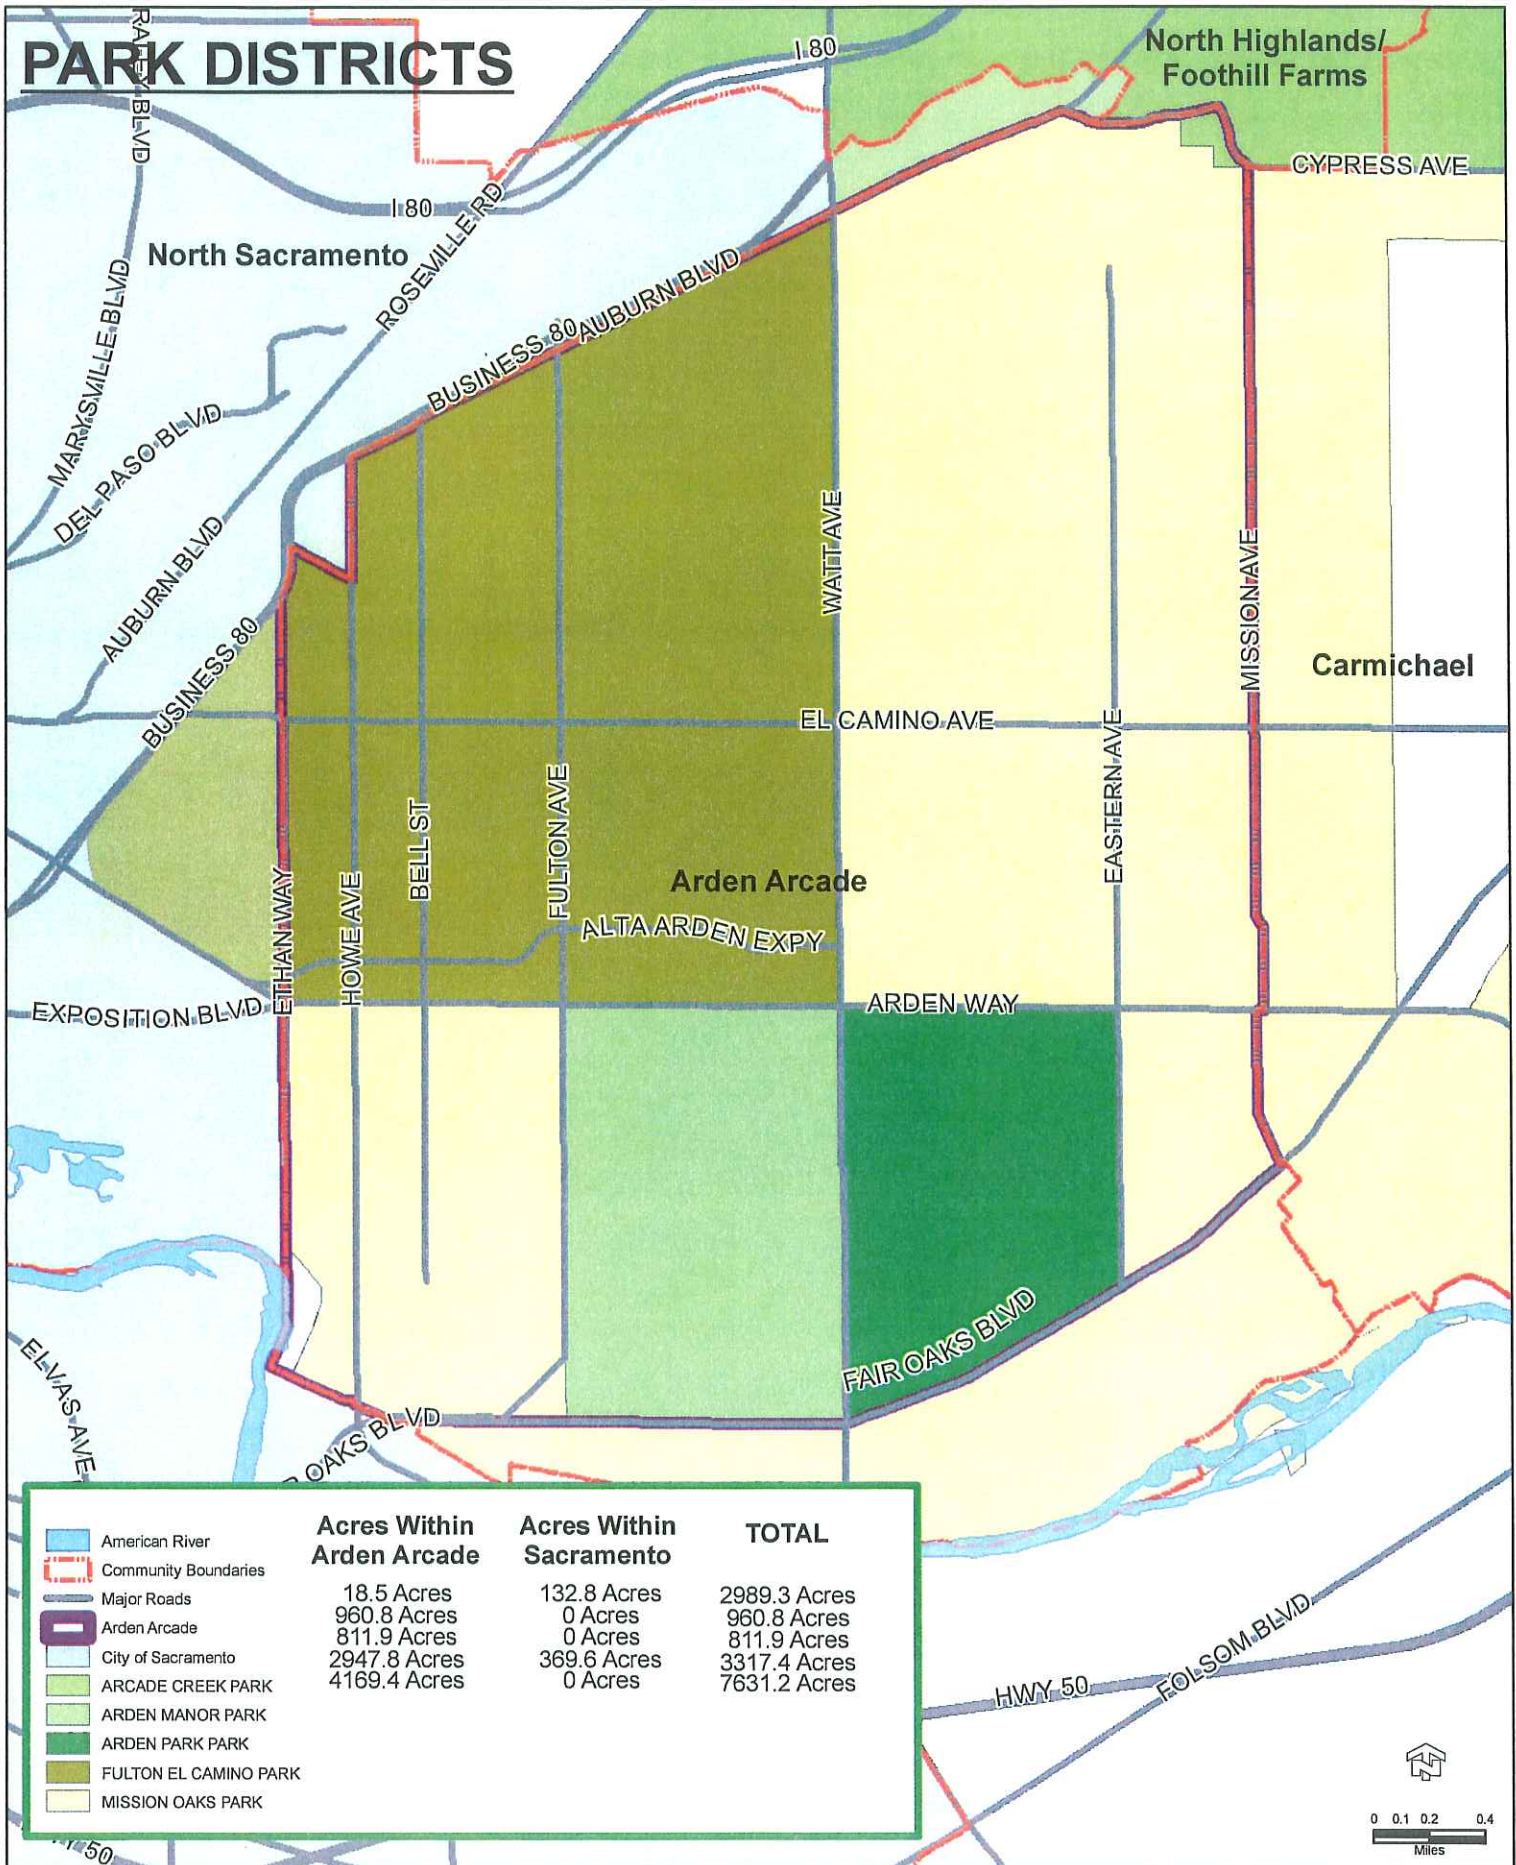 PARK DISTRICTS
RALEY BLVD
I 80
North Highlands/
Foothill Farms
CYPRESS AVE
I 80
ROSEVILLE RD
North Sacramento
MARYSVILLE BLVD
DEL PASO BLVD
BUSINESS 80
AUBURN BLVD
AUBURN BLVD
BUSINESS 80
WATT AVE
MISSION AVE
Carmichael
EL CAMINO AVE
EASTERN AVE
BELL ST
FULTON AVE
Arden Arcade
ETHAN WAY
HOWE AVE
ALTA ARDEN EXPY
EXPOSITION BLVD
ARDEN WAY
FAIR OAKS BLVD
ELVAS AVE
OAKS BLVD
Acres Within
Arden Arcade
Acres Within
Sacramento
TOTAL
American River
Community Boundaries
Major Roads
Arden Arcade
City of Sacramento
ARCADE CREEK PARK
ARDEN MANOR PARK
ARDEN PARK PARK
FULTON EL CAMINO PARK
MISSION OAKS PARK
18.5 Acres 132.8 Acres 2989.3 Acres
960.8 Acres 0 Acres 960.8 Acres
811.9 Acres 0 Acres 811.9 Acres
2947.8 Acres 369.6 Acres 3317.4 Acres
4169.4 Acres 0 Acres 7631.2 Acres
HWY 50
FOLSOM BLVD
50
N
0 0.1 0.2 0.4
Miles